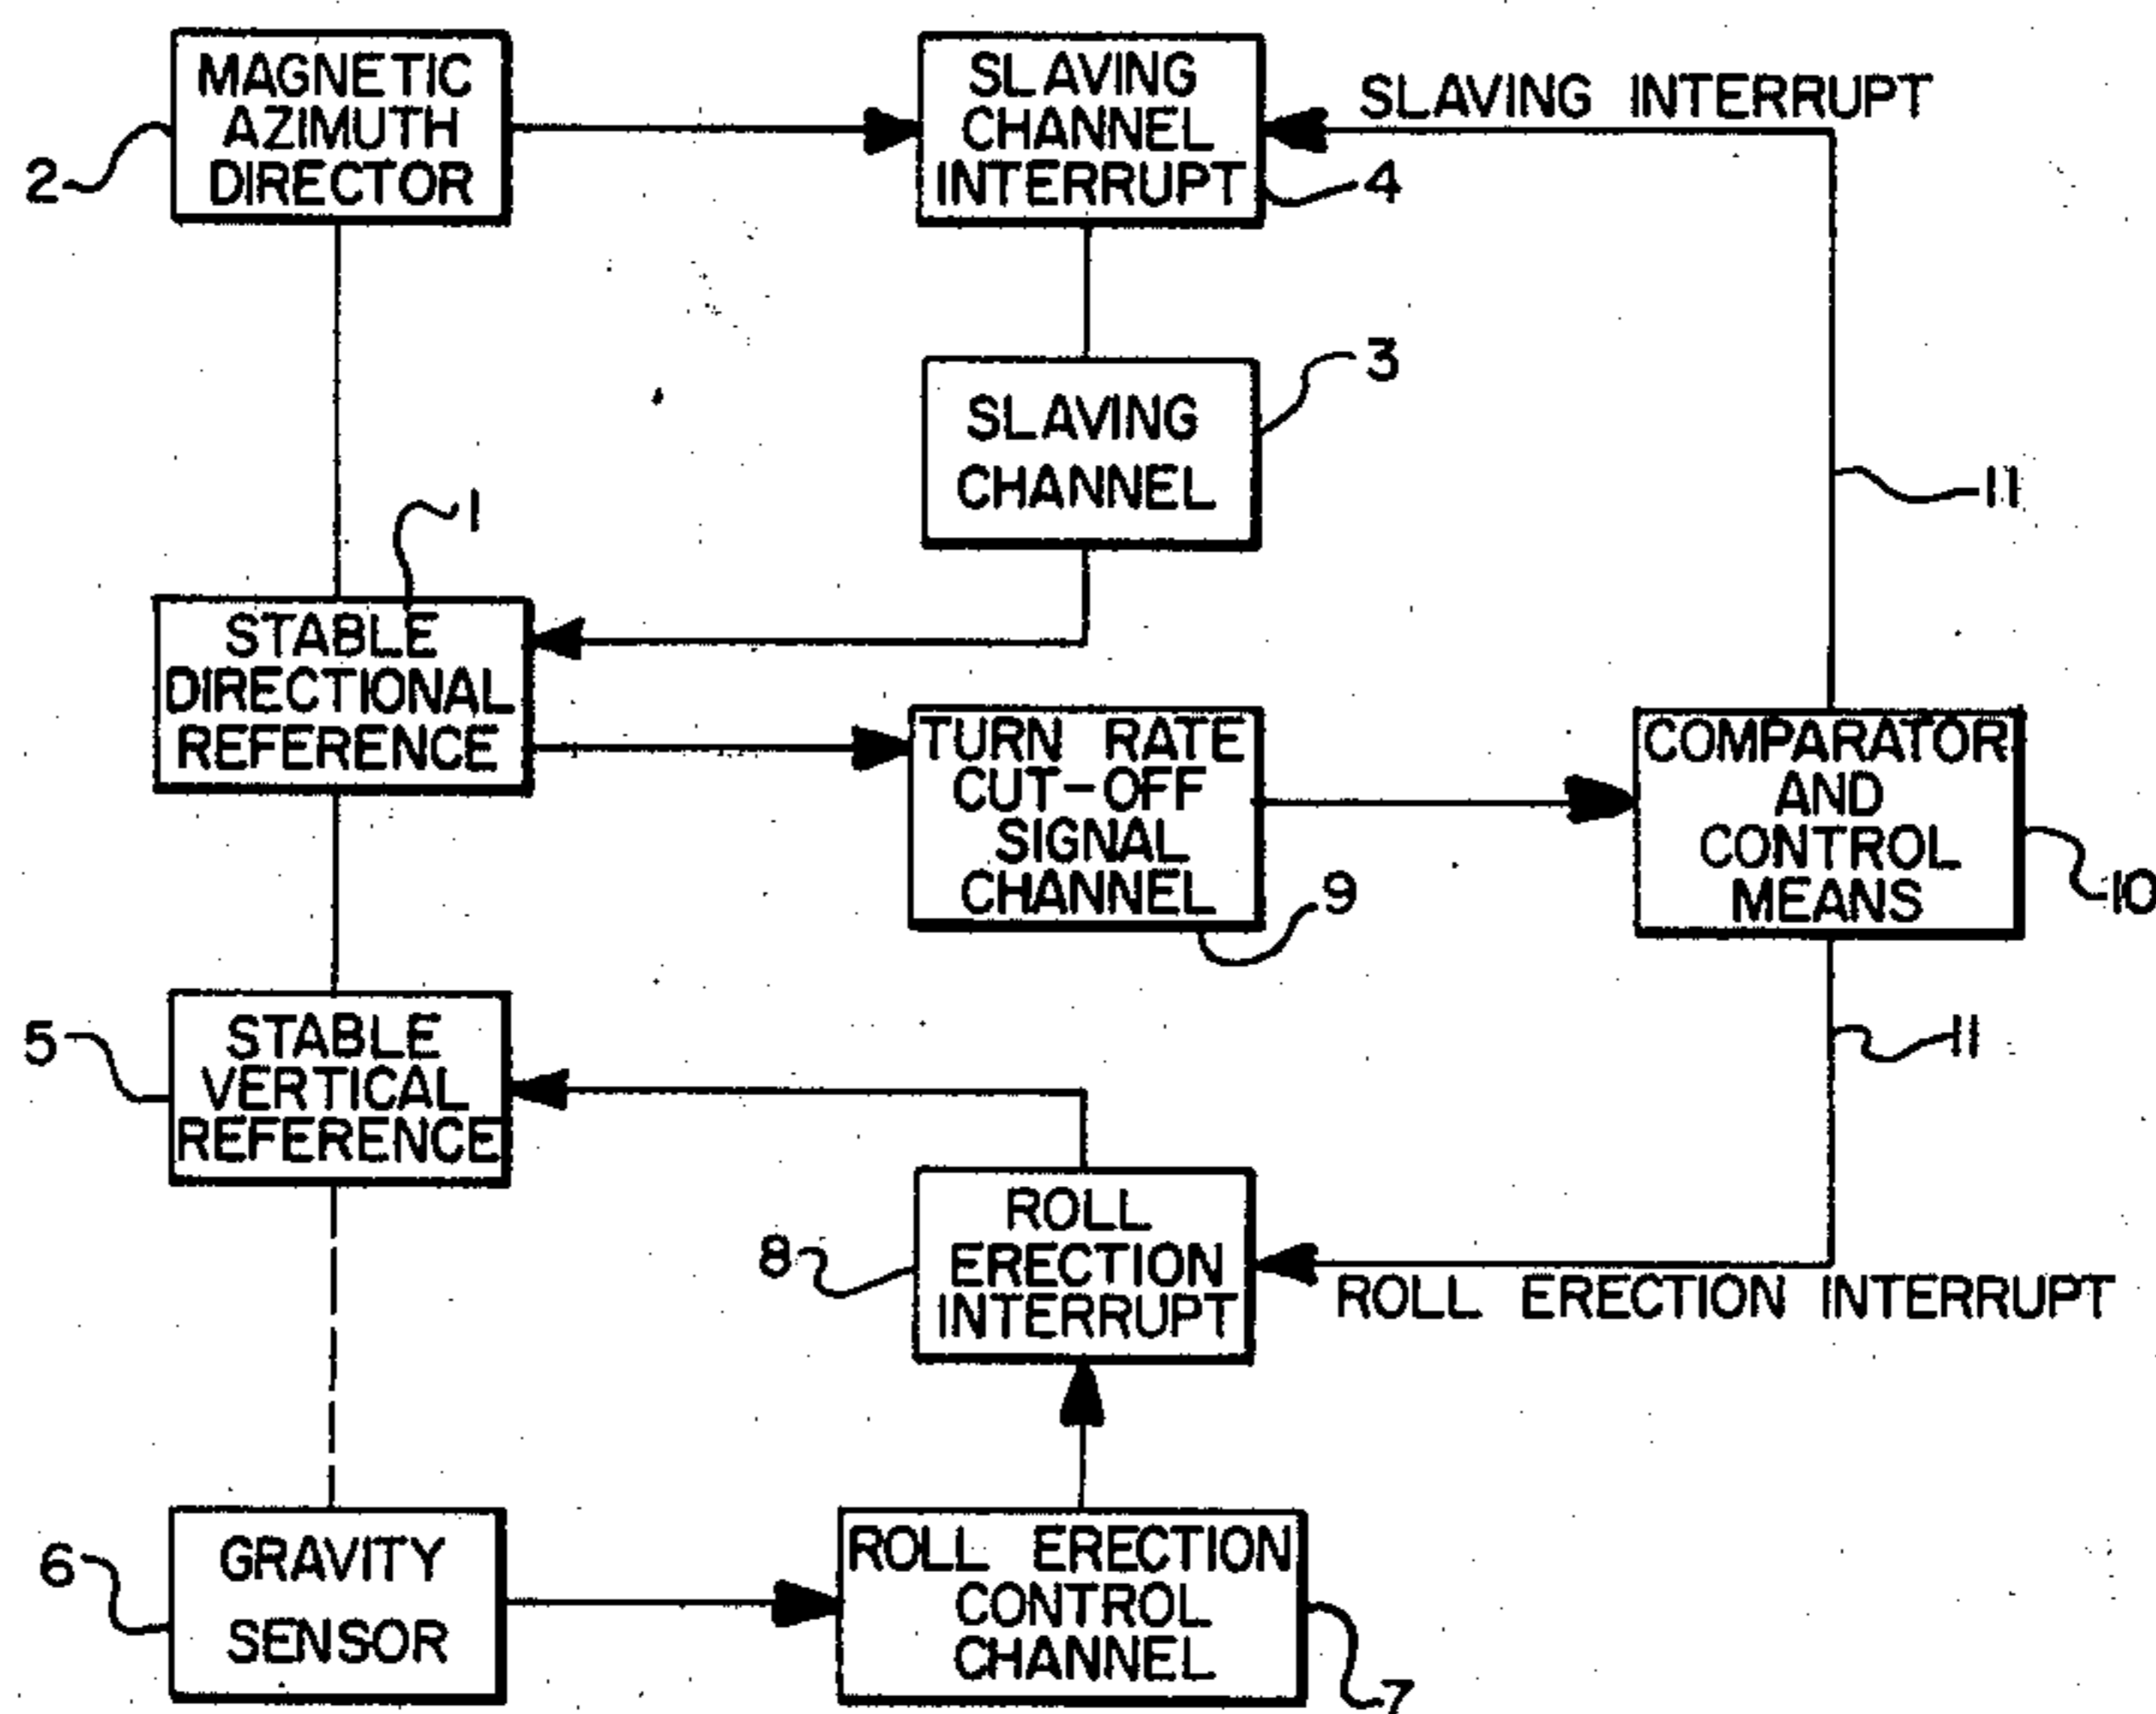 MAGNETIC
AZIMUTH
DIRECTOR
2
SLAVING
CHANNEL
INTERRUPT
4
SLAVING INTERRUPT
SLAVING
CHANNEL
3
11
1
STABLE
DIRECTIONAL
REFERENCE
TURN RATE
CUT-OFF
SIGNAL
CHANNEL
9
COMPARATOR
AND
CONTROL
MEANS
10
5
STABLE
VERTICAL
REFERENCE
11
8
ROLL
ERECTION
INTERRUPT
ROLL ERECTION INTERRUPT
6
GRAVITY
SENSOR
ROLL ERECTION
CONTROL
CHANNEL
7